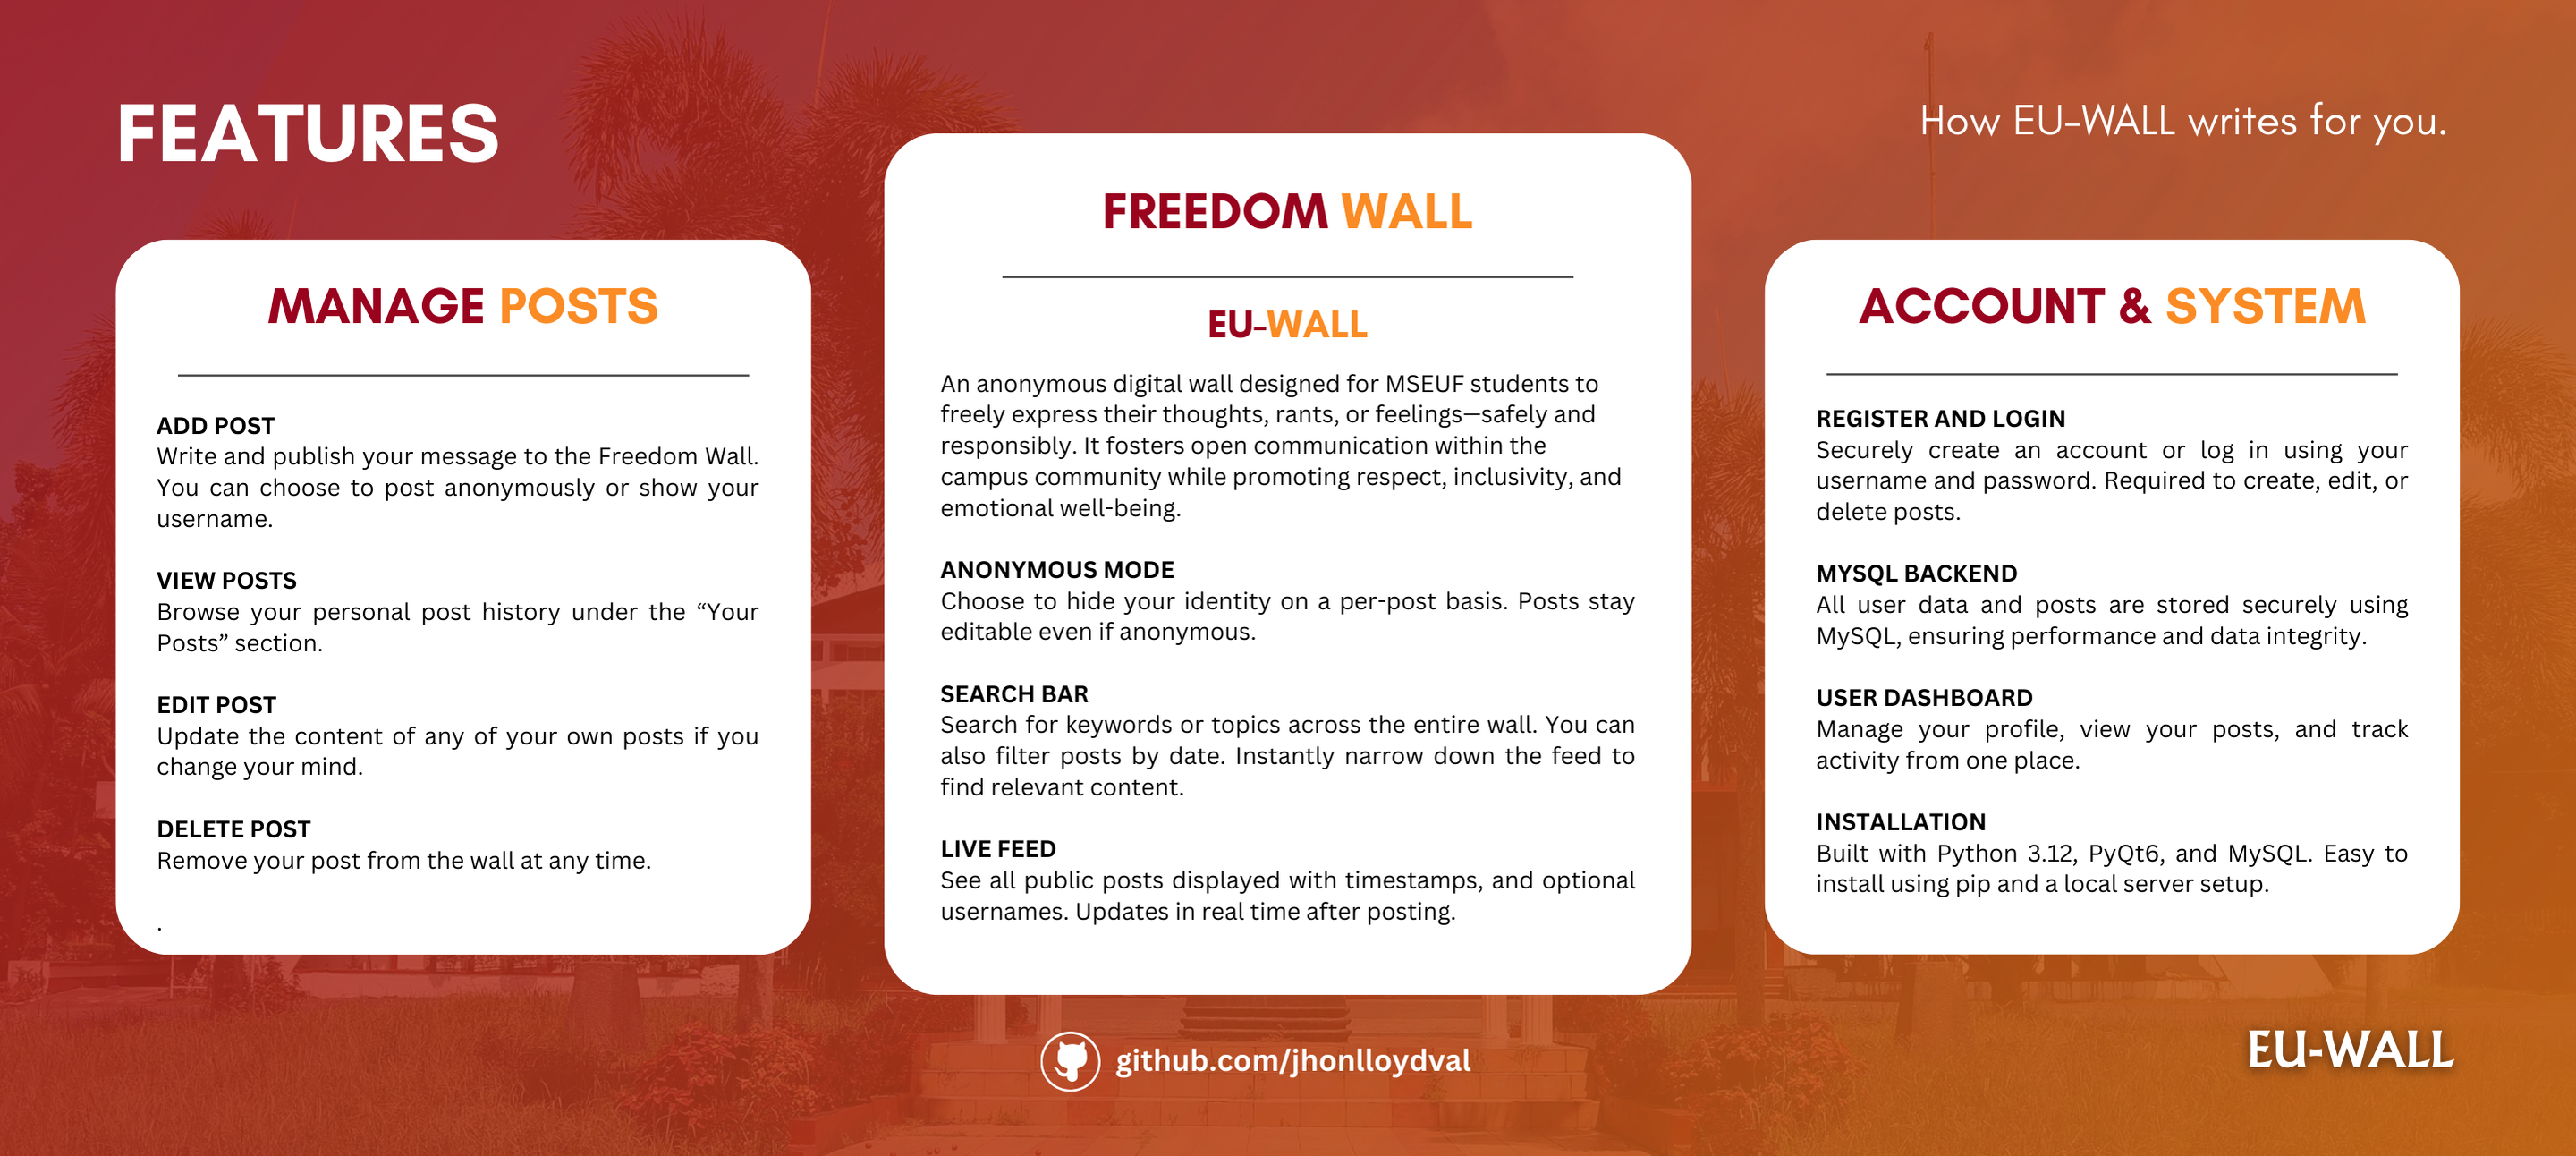 FEATURES
How EU-WALL writes for you.
MANAGE POSTS
ADD POST
Write and publish your message to the Freedom Wall.
You can choose to post anonymously or show your
username.
VIEW POSTS
Browse your personal post history under the “Your
Posts” section.
EDIT POST
Update the content of any of your own posts if you
change your mind.
DELETE POST
Remove your post from the wall at any time.
.
FREEDOM WALL
EU-WALL
An anonymous digital wall designed for MSEUF students to
freely express their thoughts, rants, or feelings—safely and
responsibly. It fosters open communication within the
campus community while promoting respect, inclusivity, and
emotional well-being.
ANONYMOUS MODE
Choose to hide your identity on a per-post basis. Posts stay
editable even if anonymous.
SEARCH BAR
Search for keywords or topics across the entire wall. You can
also filter posts by date. Instantly narrow down the feed to
find relevant content.
LIVE FEED
See all public posts displayed with timestamps, and optional
usernames. Updates in real time after posting.
ACCOUNT & SYSTEM
REGISTER AND LOGIN
Securely create an account or log in using your
username and password. Required to create, edit, or
delete posts.
MYSQL BACKEND
All user data and posts are stored securely using
MySQL, ensuring performance and data integrity.
USER DASHBOARD
Manage your profile, view your posts, and track
activity from one place.
INSTALLATION
Built with Python 3.12, PyQt6, and MySQL. Easy to
install using pip and a local server setup.
github.com/jhonlloydval
EU-WALL